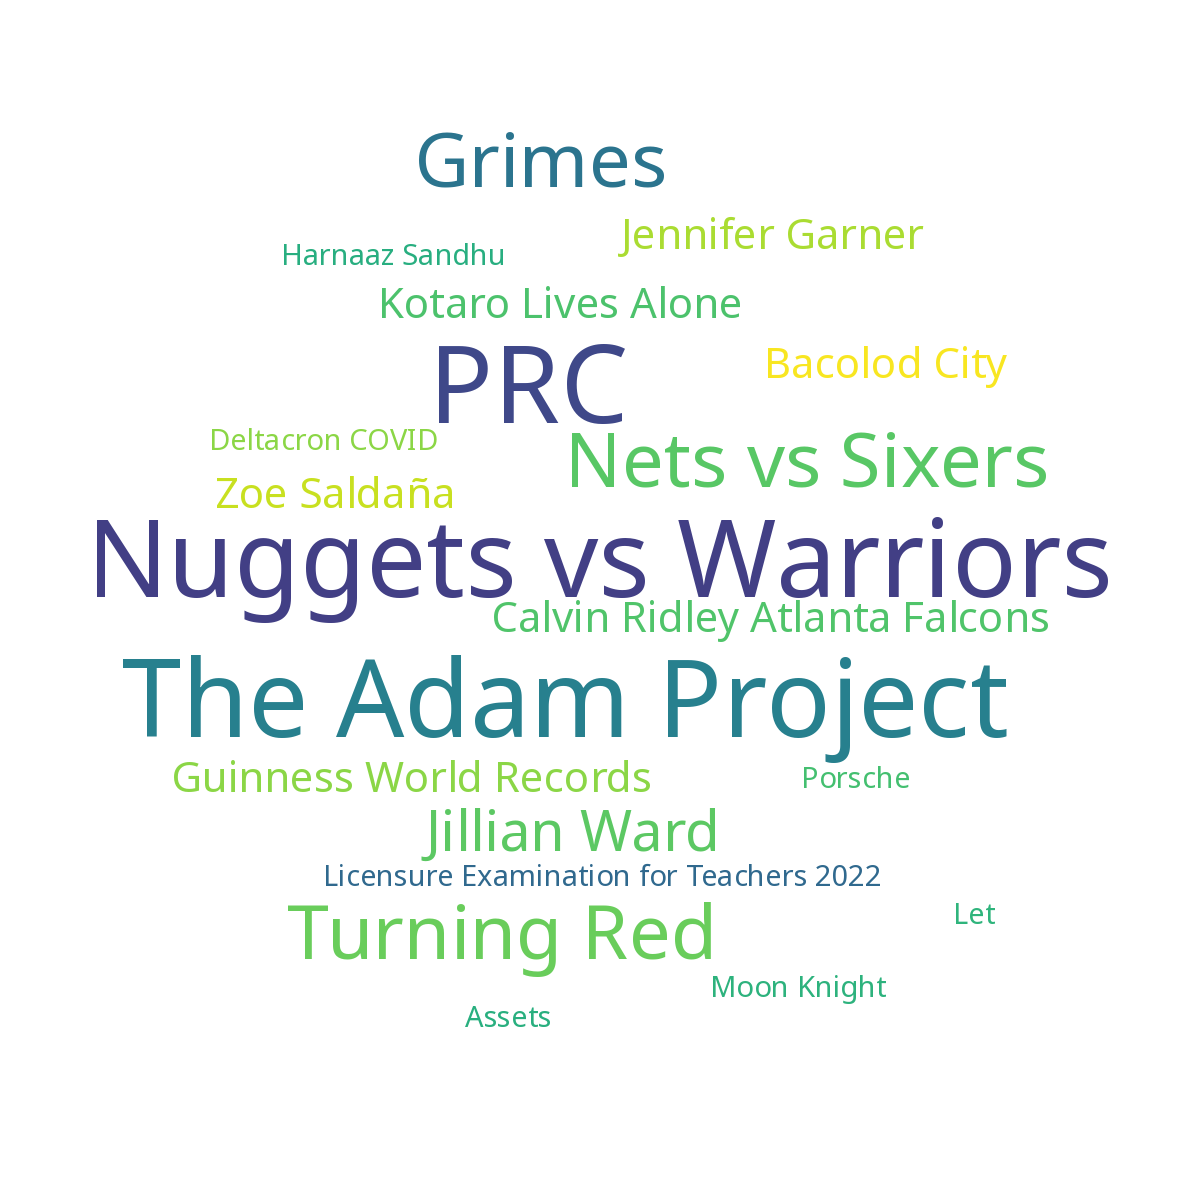 Grimes
Jennifer Garner
Harnaaz Sandhu
Kotaro Lives Alone
PRC
Bacolod City
Deltacron COVID
Nets vs Sixers
Zoe Saldaña
Nuggets vs Warriors
Calvin Ridley Atlanta Falcons
The Adam Project
Guinness World Records
Porsche
Jillian Ward
Licensure Examination for Teachers 2022
Let
Turning Red
Moon Knight
Assets